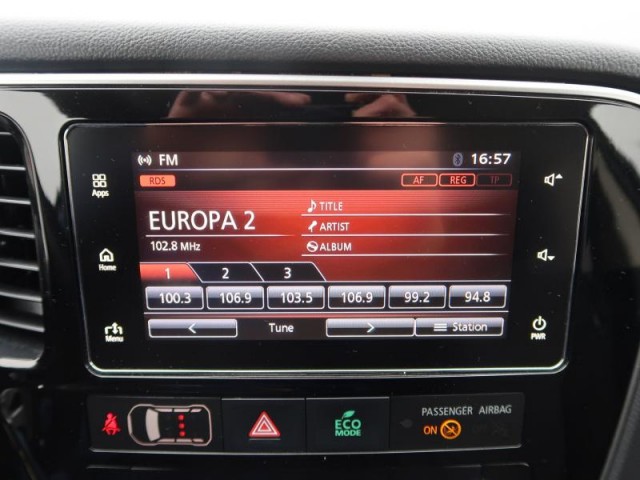 FM 16:57
RDS AF REG TP
Apps
EUROPA 2
102.8 MHz
TITLE
ARTIST
ALBUM
Home
1 2 3
100.3 106.9 103.5 106.9 99.2 94.8
Menu
< Tune > Station
PWR
ECO
MODE
PASSENGER AIRBAG
ON